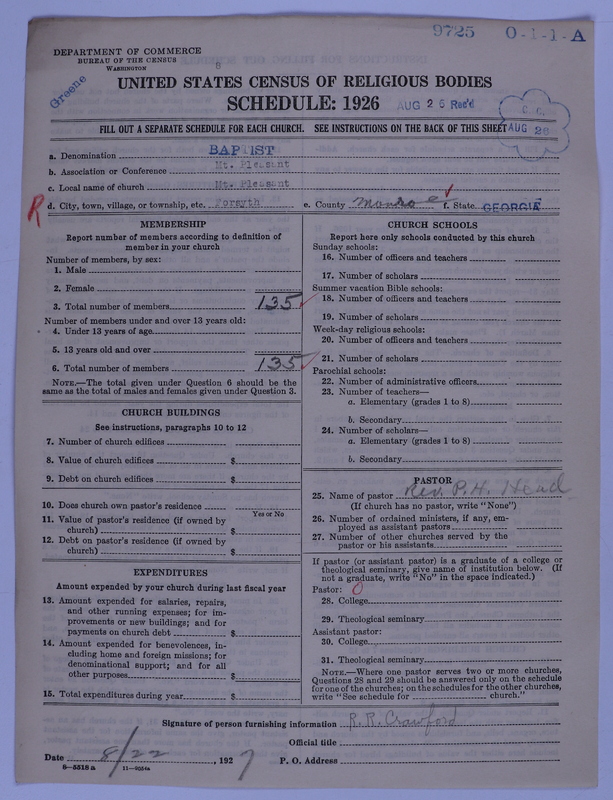 9725 O-1-1-A
DEPARTMENT OF COMMERCE
BUREAU OF THE CENSUS
WASHINGTON
8
Greene
UNITED STATES CENSUS OF RELIGIOUS BODIES
SCHEDULE: 1926
AUG 26 Rec'd
C. C.
AUG 26
FILL OUT A SEPARATE SCHEDULE FOR EACH CHURCH. SEE INSTRUCTIONS ON THE BACK OF THIS SHEET
a. Denomination BAPTIST
b. Association or Conference Mt. Pleasant
c. Local name of church Mt. Pleasant
R d. City, town, village, or township, etc. Forsyth e. County Monroe f. State GEORGIA
MEMBERSHIP
Report number of members according to definition of
member in your church
Number of members, by sex:
1. Male
2. Female
3. Total number of members 135
Number of members under and over 13 years old:
4. Under 13 years of age
5. 13 years old and over
6. Total number of members 135
NOTE.—The total given under Question 6 should be the
same as the total of males and females given under Question 3.
CHURCH BUILDINGS
See instructions, paragraphs 10 to 12
7. Number of church edifices
8. Value of church edifices $
9. Debt on church edifices $
10. Does church own pastor's residence
Yes or No
11. Value of pastor's residence (if owned by
church) $
12. Debt on pastor's residence (if owned by
church) $
EXPENDITURES
Amount expended by your church during last fiscal year
13. Amount expended for salaries, repairs,
and other running expenses; for im-
provements or new buildings; and for
payments on church debt $
14. Amount expended for benevolences, in-
cluding home and foreign missions; for
denominational support; and for all
other purposes $
15. Total expenditures during year $
CHURCH SCHOOLS
Report here only schools conducted by this church
Sunday schools:
16. Number of officers and teachers
17. Number of scholars
Summer vacation Bible schools:
18. Number of officers and teachers
19. Number of scholars
Week-day religious schools:
20. Number of officers and teachers
21. Number of scholars
Parochial schools:
22. Number of administrative officers
23. Number of teachers—
a. Elementary (grades 1 to 8)
b. Secondary
24. Number of scholars—
a. Elementary (grades 1 to 8)
b. Secondary
PASTOR
25. Name of pastor Rev. P. H. Head
(If church has no pastor, write "None")
26. Number of ordained ministers, if any, em-
ployed as assistant pastors
27. Number of other churches served by the
pastor or his assistants
If pastor (or assistant pastor) is a graduate of a college or
theological seminary, give name of institution below. (If
not a graduate, write "No" in the space indicated.)
Pastor: O
28. College
29. Theological seminary
Assistant pastor:
30. College
31. Theological seminary
NOTE.—Where one pastor serves two or more churches,
Questions 28 and 29 should be answered only on the schedule
for one of the churches; on the schedules for the other churches,
write "See schedule for church."
Signature of person furnishing information R. R. Crawford
Official title
Date 8/22, 1927 P. O. Address
8-5518 a 11-9554a